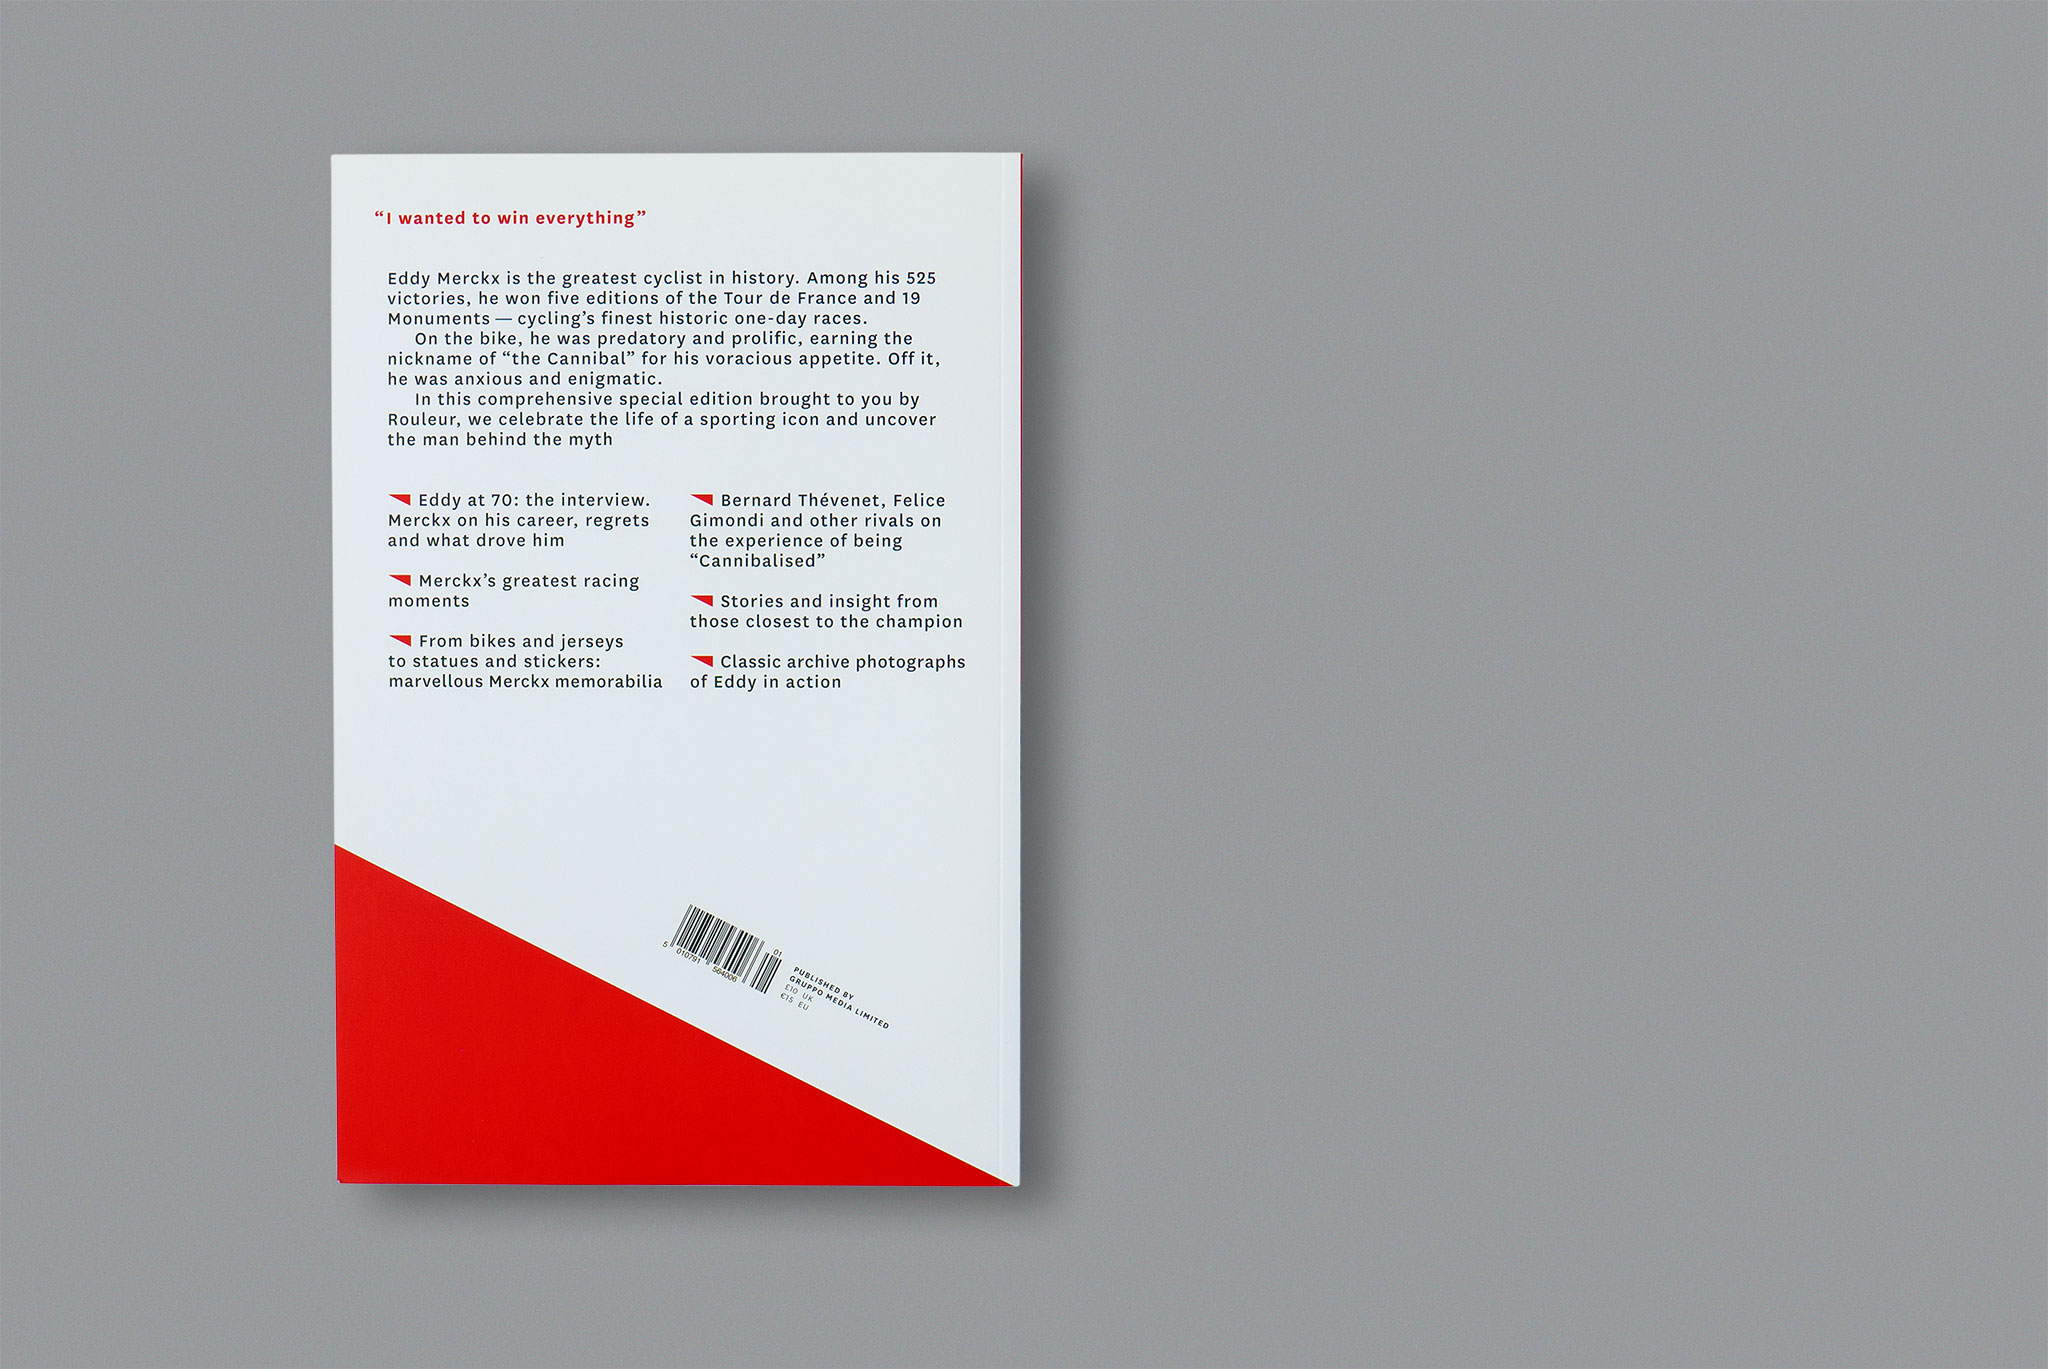 “I wanted to win everything”
Eddy Merckx is the greatest cyclist in history. Among his 525
victories, he won five editions of the Tour de France and 19
Monuments — cycling’s finest historic one-day races.
On the bike, he was predatory and prolific, earning the
nickname of “the Cannibal” for his voracious appetite. Off it,
he was anxious and enigmatic.
In this comprehensive special edition brought to you by
Rouleur, we celebrate the life of a sporting icon and uncover
the man behind the myth
Eddy at 70: the interview.
Merckx on his career, regrets
and what drove him
Merckx’s greatest racing
moments
From bikes and jerseys
to statues and stickers:
marvellous Merckx memorabilia
Bernard Thévenet, Felice
Gimondi and other rivals on
the experience of being
“Cannibalised”
Stories and insight from
those closest to the champion
Classic archive photographs
of Eddy in action
5 010791 564006
01
PUBLISHED BY
GRUPPO MEDIA LIMITED
£10 UK
€15 EU